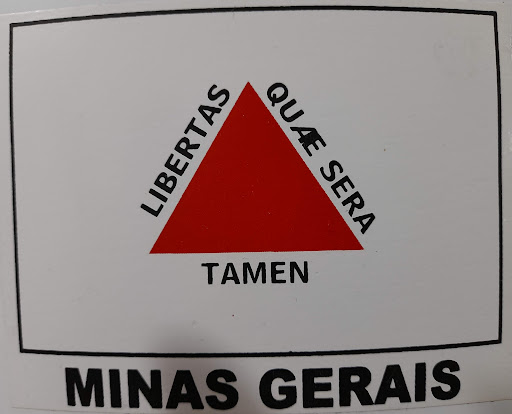 LIBERTAS
QUÆ SERA
TAMEN
MINAS GERAIS